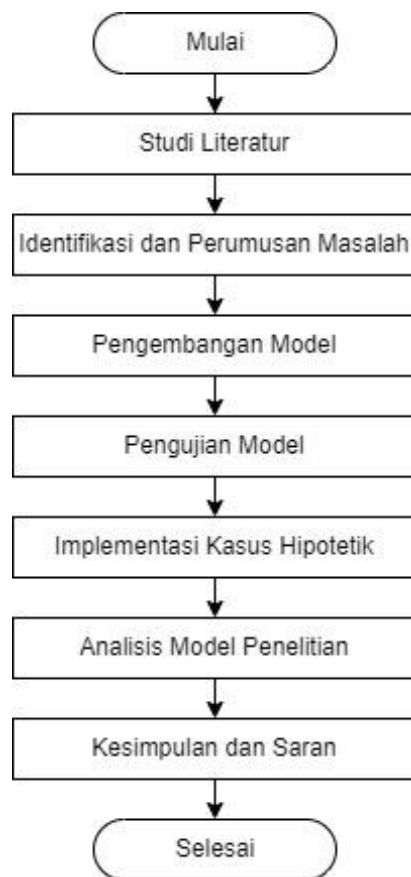 Mulai
Studi Literatur
Identifikasi dan Perumusan Masalah
Pengembangan Model
Pengujian Model
Implementasi Kasus Hipotetik
Analisis Model Penelitian
Kesimpulan dan Saran
Selesai